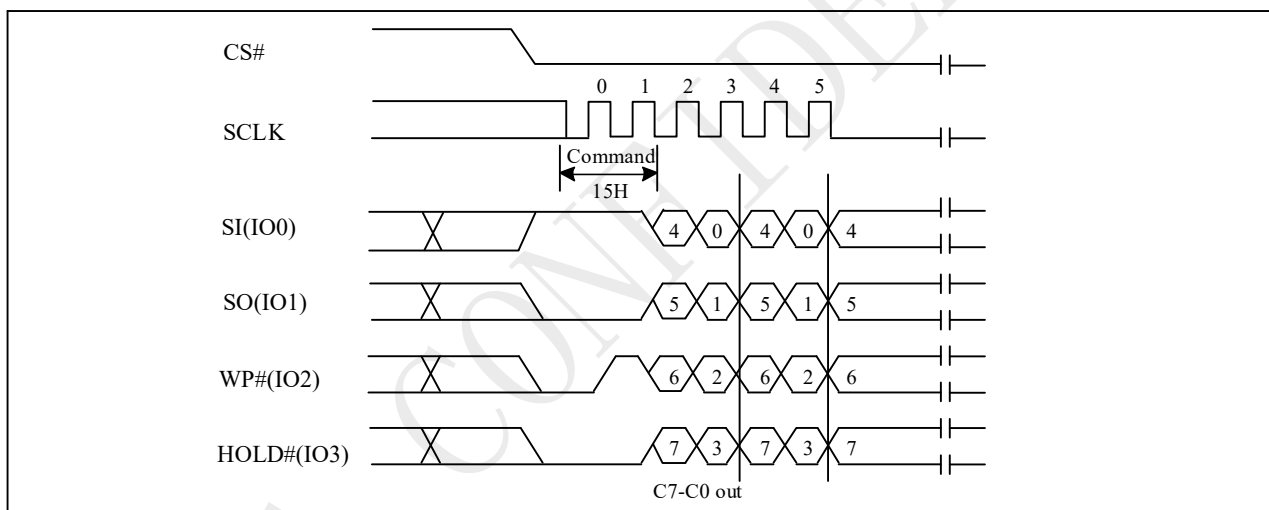 CONFIDE
CS#
0 1 2 3 4 5
SCLK
Command
15H
SI(IO0) 4 0 4 0 4
SO(IO1) 5 1 5 1 5
WP#(IO2) 6 2 6 2 6
HOLD#(IO3) 7 3 7 3 7
C7-C0 out